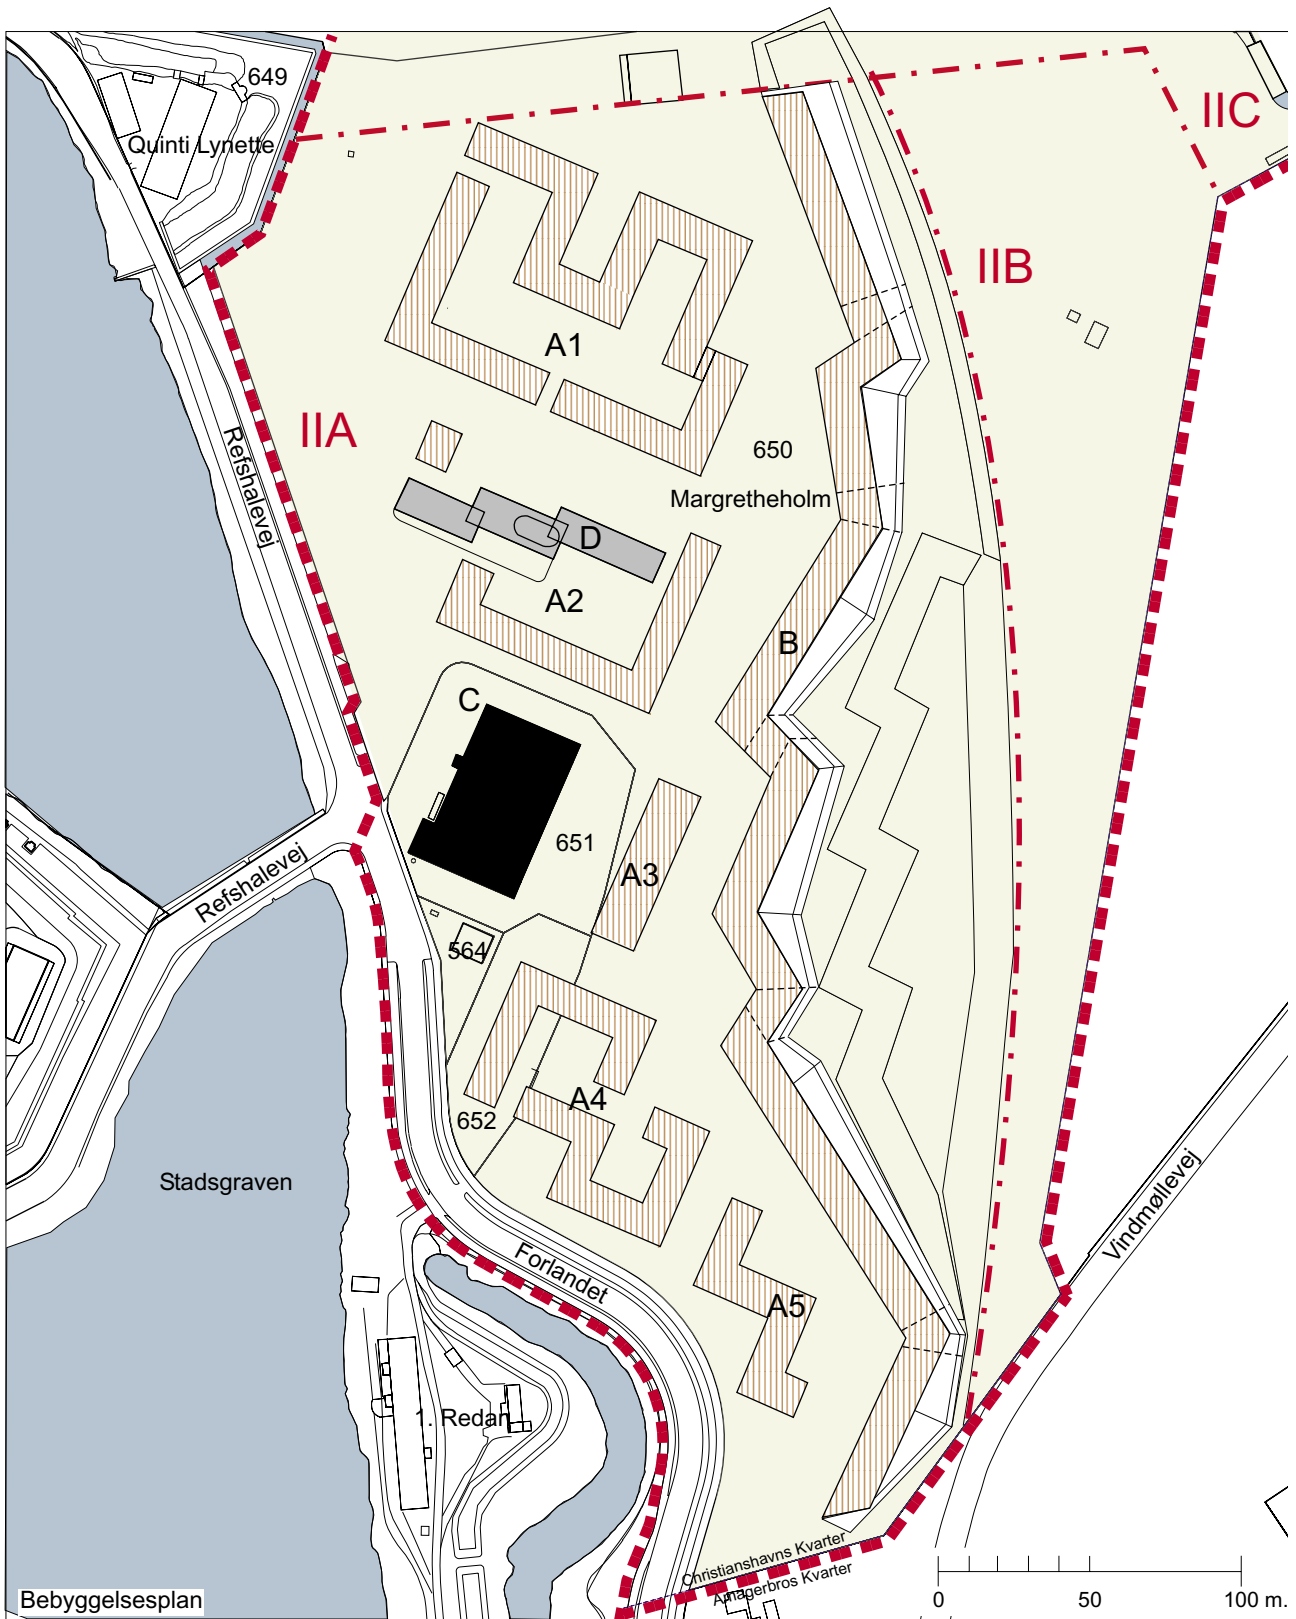 649
Quinti Lynette
IIC
IIB
A1
IIA
650
Refshalevej
Margretheholm
D
A2
B
C
651
Refshalevej
A3
564
A4
652
Stadsgraven
Vindmøllevej
Forlandet
A5
1. Redan
Christianshavns Kvarter
Amagerbros Kvarter
Bebyggelsesplan
0 50 100 m.